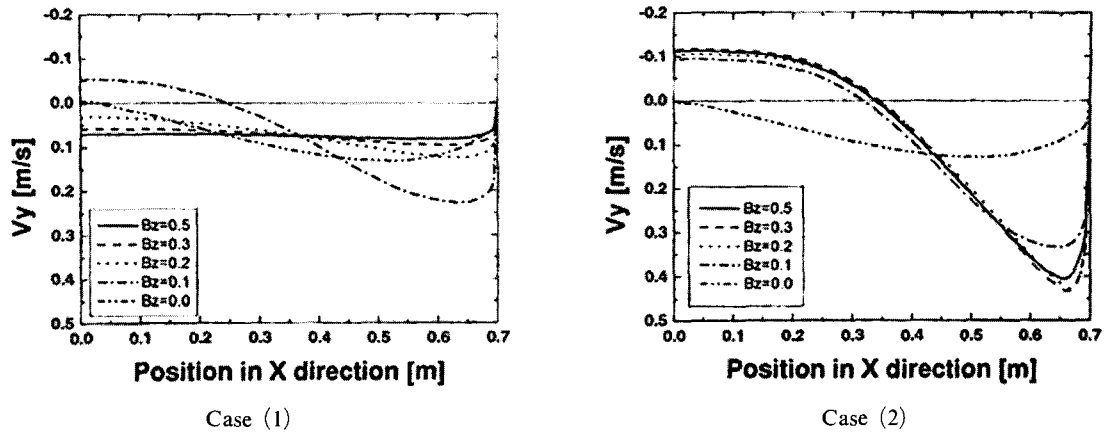 -0.2
-0.1
0.0
0.1
0.2
0.3
0.4
0.5
Vy [m/s]
Bz=0.5
Bz=0.3
Bz=0.2
Bz=0.1
Bz=0.0
0.0 0.1 0.2 0.3 0.4 0.5 0.6 0.7
Position in X direction [m]
Case (1)
-0.2
-0.1
0.0
0.1
0.2
0.3
0.4
0.5
Vy [m/s]
Bz=0.5
Bz=0.3
Bz=0.2
Bz=0.1
Bz=0.0
0.0 0.1 0.2 0.3 0.4 0.5 0.6 0.7
Position in X direction [m]
Case (2)